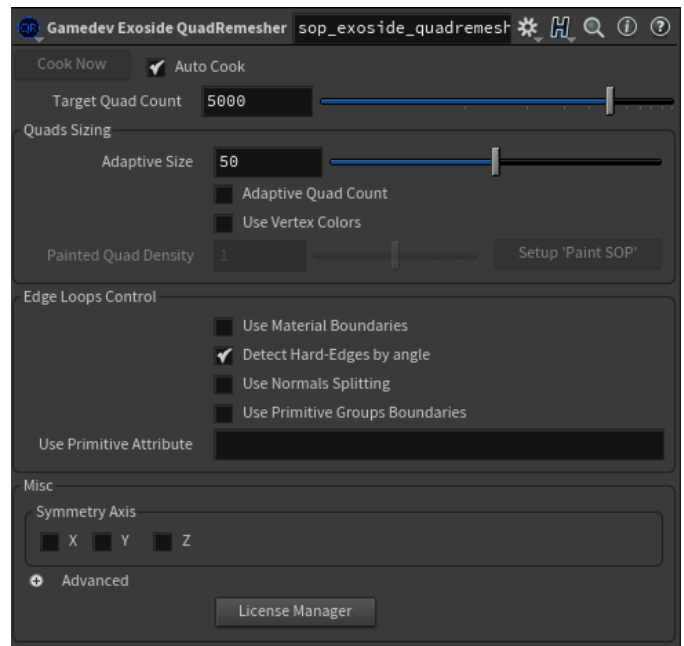 QR Gamedev Exoside QuadRemesher sop_exoside_quadremesh
Cook Now Auto Cook
Target Quad Count 5000
Quads Sizing
Adaptive Size 50
Adaptive Quad Count
Use Vertex Colors
Painted Quad Density 1 Setup 'Paint SOP'
Edge Loops Control
Use Material Boundaries
Detect Hard-Edges by angle
Use Normals Splitting
Use Primitive Groups Boundaries
Use Primitive Attribute
Misc
Symmetry Axis
X Y Z
Advanced
License Manager